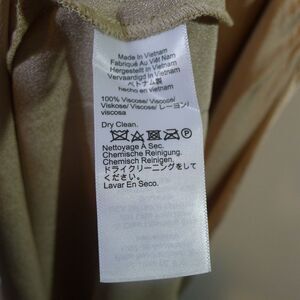 Made In Vietnam
Fabriqué Au Viêt Nam
Hergestellt in Vietnam
Vervaardigd in Vietnam
ベトナム製
hecho en vietnam
100% Viscose/ Viscose/
Viskose/ Viscose/ レーヨン/
viscosa
Dry Clean.
Nettoyage À Sec.
Chemische Reinigung.
Chemisch Reinigen.
ドライクリーニングをして
ください。
Lavar En Seco.